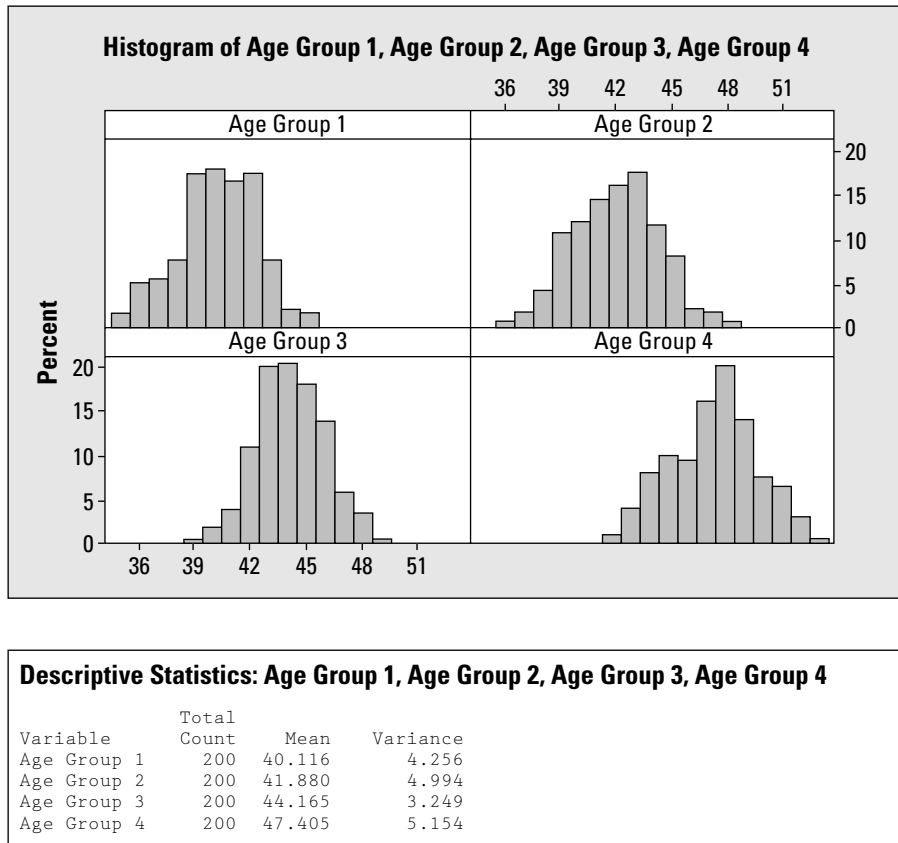 Histogram of Age Group 1, Age Group 2, Age Group 3, Age Group 4
36 39 42 45 48 51
Age Group 1 Age Group 2
20
15
10
5
0
Percent
Age Group 3 Age Group 4
20
15
10
5
0
36 39 42 45 48 51
Descriptive Statistics: Age Group 1, Age Group 2, Age Group 3, Age Group 4
Total
Variable Count Mean Variance
Age Group 1 200 40.116 4.256
Age Group 2 200 41.880 4.994
Age Group 3 200 44.165 3.249
Age Group 4 200 47.405 5.154